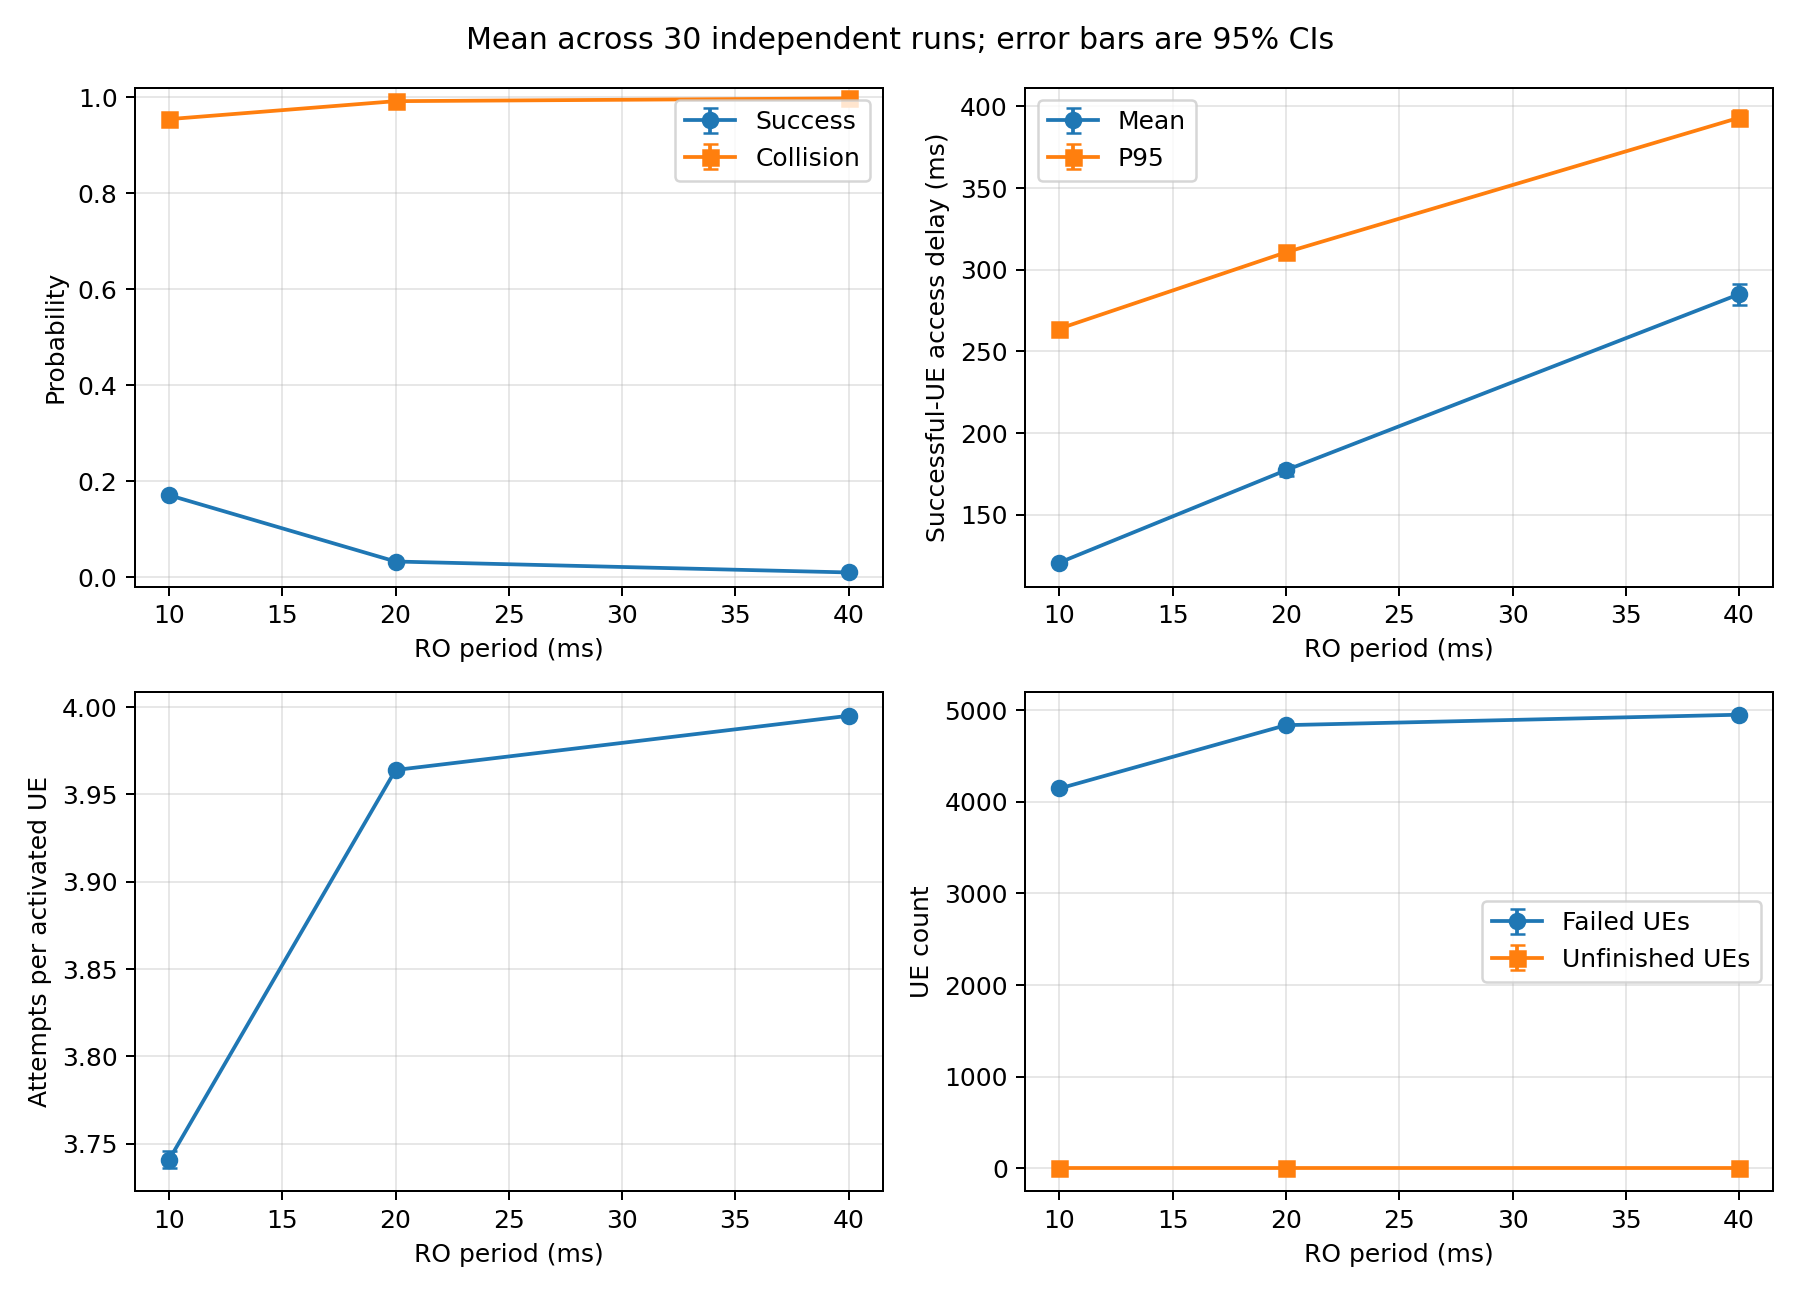 Mean across 30 independent runs; error bars are 95% CIs
Probability
1.0
0.8
0.6
0.4
0.2
0.0
Success
Collision
10 15 20 25 30 35 40
RO period (ms)
Successful-UE access delay (ms)
400
350
300
250
200
150
Mean
P95
10 15 20 25 30 35 40
RO period (ms)
Attempts per activated UE
4.00
3.95
3.90
3.85
3.80
3.75
10 15 20 25 30 35 40
RO period (ms)
UE count
5000
4000
3000
2000
1000
0
Failed UEs
Unfinished UEs
10 15 20 25 30 35 40
RO period (ms)